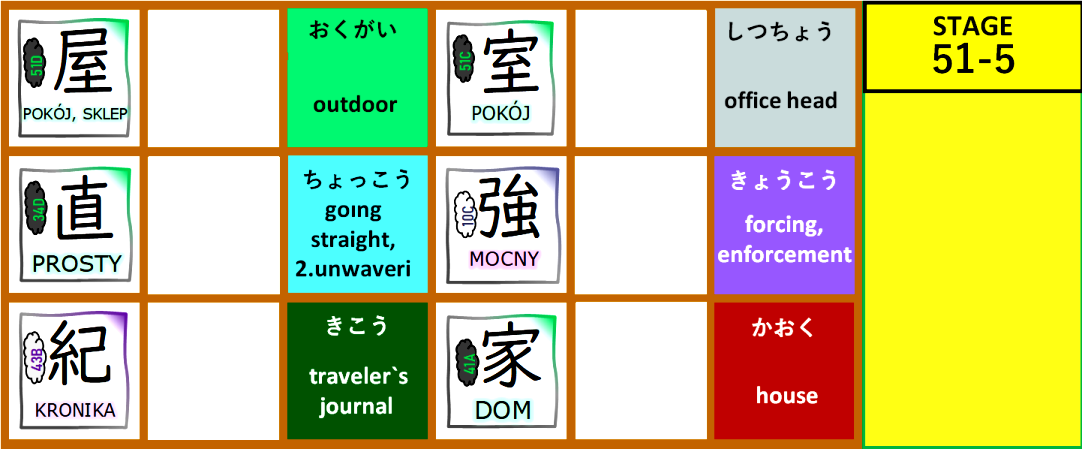 51D
屋
POKÓJ, SKLEP
おくがい
outdoor
51C
室
POKÓJ
しつちょう
office head
STAGE
51-5
34D
直
PROSTY
ちょっこう
goıng
straight,
2.unwaveri
10C
強
MOCNY
きょうこう
forcing,
enforcement
43B
紀
KRONIKA
きこう
traveler`s
journal
41A
家
DOM
かおく
house